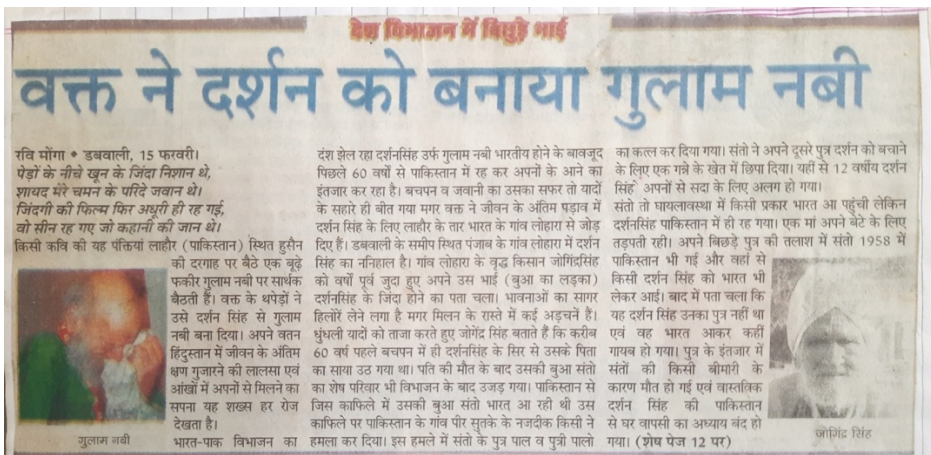 देश विभाजन में बिछुड़े भाई
वक्त ने दर्शन को बनाया गुलाम नबी
रवि मोंगा * डबवाली, 15 फरवरी।
पेड़ों के नीचे खून के जिंदा निशान थे,
शायद मेरे चमन के परिंदे जवान थे।
जिंदगी की फिल्म फिर अधूरी ही रह गई,
वो सीन रह गए जो कहानी की जान थे।
किसी कवि की यह पंक्तियां लाहौर (पाकिस्तान) स्थित हुसैन
की दरगाह पर बैठे एक बूढ़े
फकीर गुलाम नबी पर सार्थक
बैठती हैं। वक्त के थपेड़ों ने
उसे दर्शन सिंह से गुलाम
नबी बना दिया। अपने वतन
हिंदुस्तान में जीवन के अंतिम
क्षण गुजारने की लालसा एवं
आंखों में अपनों से मिलने का
सपना यह शख्स हर रोज
देखता है।
भारत-पाक विभाजन का
गुलाम नबी
दंश झेल रहा दर्शनसिंह उर्फ गुलाम नबी भारतीय होने के बावजूद
पिछले 60 वर्षों से पाकिस्तान में रह कर अपनों के आने का
इंतजार कर रहा है। बचपन व जवानी का उसका सफर तो यादों
के सहारे ही बीत गया मगर वक्त ने जीवन के अंतिम पड़ाव में
दर्शन सिंह के लिए लाहौर के तार भारत के गांव लोहारा से जोड़
दिए हैं। डबवाली के समीप स्थित पंजाब के गांव लोहारा में दर्शन
सिंह का ननिहाल है। गांव लोहारा के वृद्ध किसान जोगिंद्रसिंह
को वर्षों पूर्व जुदा हुए अपने उस भाई (बुआ का लड़का)
दर्शनसिंह के जिंदा होने का पता चला। भावनाओं का सागर
हिलोरें लेने लगा है मगर मिलन के रास्ते में कई अड़चने हैं।
धुंधली यादों को ताजा करते हुए जोगेंद्र सिंह बताते हैं कि करीब
60 वर्ष पहले बचपन में ही दर्शनसिंह के सिर से उसके पिता
का साया उठ गया था। पति की मौत के बाद उसकी बुआ संतो
का शेष परिवार भी विभाजन के बाद उजड़ गया। पाकिस्तान से
जिस काफिले में उसकी बुआ संतो भारत आ रही थी उस
काफिले पर पाकिस्तान के गांव पीर सुतके के नजदीक किसी ने
हमला कर दिया। इस हमले में संतो के पुत्र पाल व पुत्री पालो
का कत्ल कर दिया गया। संतो ने अपने दूसरे पुत्र दर्शन को बचाने
के लिए एक गन्ने के खेत में छिपा दिया। यहीं से 12 वर्षीय दर्शन
सिंह अपनों से सदा के लिए अलग हो गया।
संतो तो घायलावस्था में किसी प्रकार भारत आ पहुंची लेकिन
दर्शनसिंह पाकिस्तान में ही रह गया। एक मां अपने बेटे के लिए
तड़पती रही। अपने बिछड़े पुत्र की तलाश में संतो 1958 में
पाकिस्तान भी गई और वहां से
किसी दर्शन सिंह को भारत भी
लेकर आई। बाद में पता चला कि
यह दर्शन सिंह उनका पुत्र नहीं था
एवं वह भारत आकर कहीं
गायब हो गया। पुत्र के इंतजार में
संतों की किसी बीमारी के
कारण मौत हो गई एवं वास्तविक
दर्शन सिंह की पाकिस्तान
से घर वापसी का अध्याय बंद हो
गया। (शेष पेज 12 पर)
जोगिंद्र सिंह